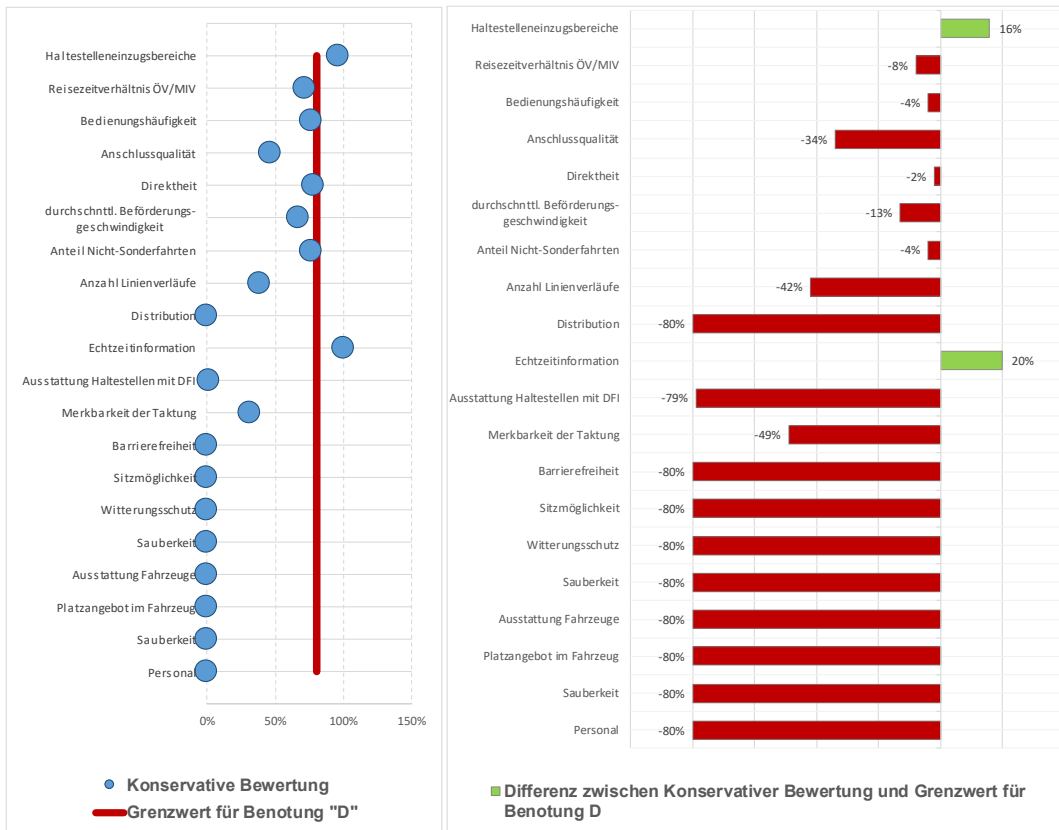 Haltestelleneinzugsbereiche
Reisezeitverhältnis ÖV/MIV
Bedienungshäufigkeit
Anschlussqualität
Direktheit
durchschnttl. Beförderungs-
geschwindigkeit
Anteil Nicht-Sonderfahrten
Anzahl Linienverläufe
Distribution
Echtzeitinformation
Ausstattung Haltestellen mit DFI
Merkbarkeit der Taktung
Barrierefreiheit
Sitzmöglichkeit
Witterungsschutz
Sauberkeit
Ausstattung Fahrzeuge
Platzangebot im Fahrzeug
Sauberkeit
Personal
0% 50% 100% 150%
Konservative Bewertung
Grenzwert für Benotung "D"
Haltestelleneinzugsbereiche 16%
Reisezeitverhältnis ÖV/MIV -8%
Bedienungshäufigkeit -4%
Anschlussqualität -34%
Direktheit -2%
durchschnttl. Beförderungs-
geschwindigkeit -13%
Anteil Nicht-Sonderfahrten -4%
Anzahl Linienverläufe -42%
Distribution -80%
Echtzeitinformation 20%
Ausstattung Haltestellen mit DFI -79%
Merkbarkeit der Taktung -49%
Barrierefreiheit -80%
Sitzmöglichkeit -80%
Witterungsschutz -80%
Sauberkeit -80%
Ausstattung Fahrzeuge -80%
Platzangebot im Fahrzeug -80%
Sauberkeit -80%
Personal -80%
Differenz zwischen Konservativer Bewertung und Grenzwert für
Benotung D